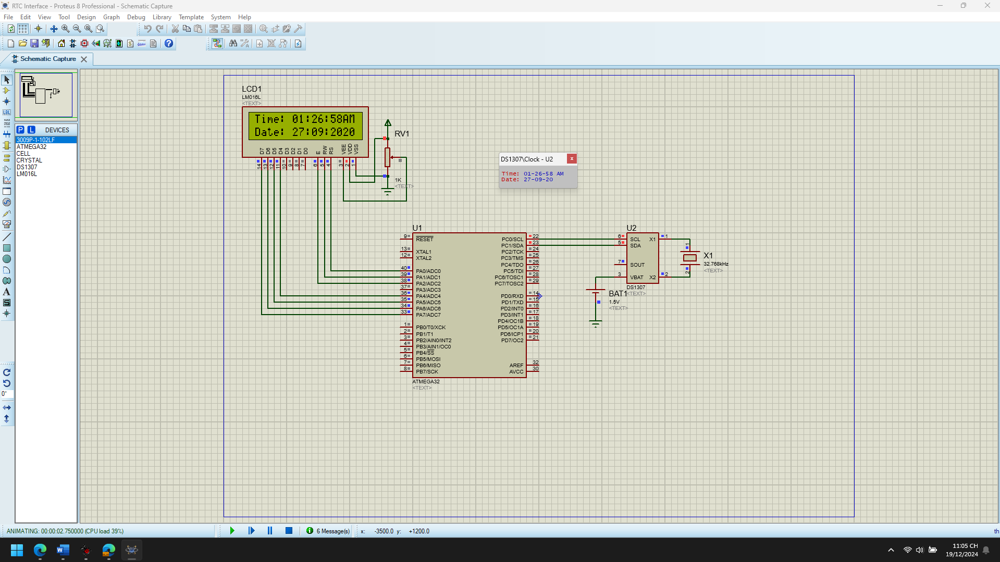 RTC Interface - Proteus 8 Professional - Schematic Capture
File Edit View Tool Design Graph Debug Library Template System Help
Schematic Capture
P L DEVICES
3009P-1-102LF
ATMEGA32
CELL
CRYSTAL
DS1307
LM016L
LBL
A
S
0°
LCD1
LM016L
<TEXT>
Time: 01:26:58AM
Date: 27:09:2020
D7 D6 D5 D4 D3 D2 D1 D0 E RW RS VEE VDD VSS
14 13 12 11 10 9 8 7 6 5 4 3 2 1
RV1
1K
<TEXT>
DS1307\Clock - U2
Time: 01-26-58 AM
Date: 27-09-20
U1
9 RESET
13 XTAL1
12 XTAL2
40 PA0/ADC0
39 PA1/ADC1
38 PA2/ADC2
37 PA3/ADC3
36 PA4/ADC4
35 PA5/ADC5
34 PA6/ADC6
33 PA7/ADC7
1 PB0/T0/XCK
2 PB1/T1
3 PB2/AIN0/INT2
4 PB3/AIN1/OC0
5 PB4/SS
6 PB5/MOSI
7 PB6/MISO
8 PB7/SCK
PC0/SCL 22
PC1/SDA 23
PC2/TCK 24
PC3/TMS 25
PC4/TDO 26
PC5/TDI 27
PC6/TOSC1 28
PC7/TOSC2 29
PD0/RXD 14
PD1/TXD 15
PD2/INT0 16
PD3/INT1 17
PD4/OC1B 18
PD5/OC1A 19
PD6/ICP1 20
PD7/OC2 21
AREF 32
AVCC 30
ATMEGA32
<TEXT>
U2
6 SCL X1 1
5 SDA
7 SOUT
3 VBAT X2 2
DS1307
<TEXT>
1
X1
32.768kHz
<TEXT>
2
BAT1
1.5V
<TEXT>
ANIMATING: 00:00:02.750000 (CPU load 39%)
6 Message(s)
x: -3500.0 y: +1200.0
th
11:05 CH
19/12/2024